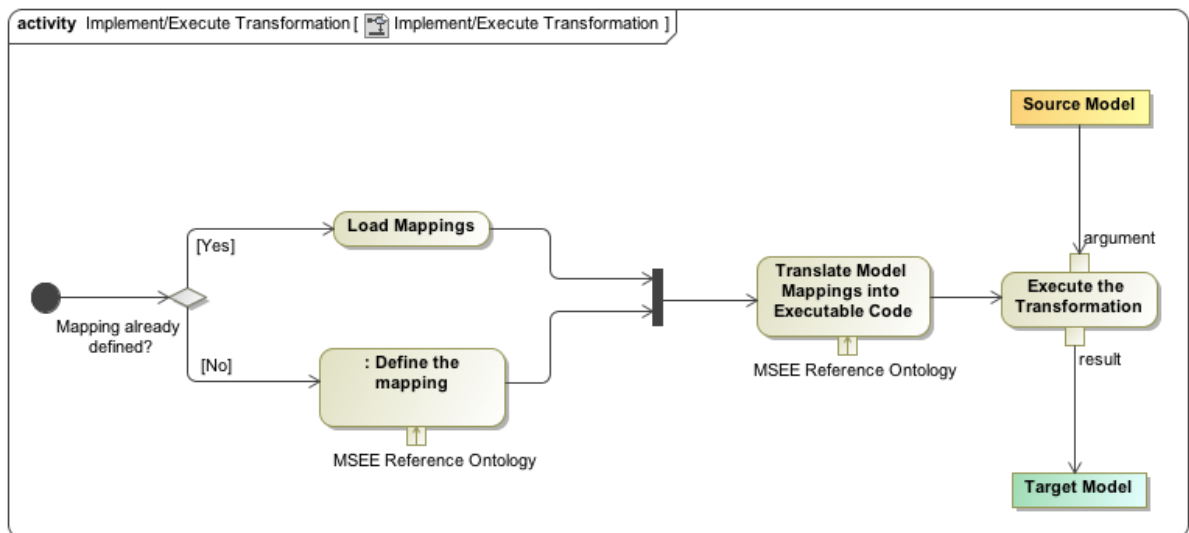 activity Implement/Execute Transformation [ Implement/Execute Transformation ]
Source Model
argument
Load Mappings
[Yes]
Translate Model
Mappings into
Executable Code
Execute the
Transformation
Mapping already
defined?
[No]
: Define the
mapping
MSEE Reference Ontology
result
MSEE Reference Ontology
Target Model